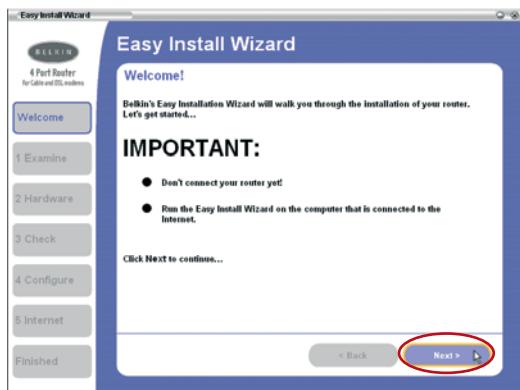 Easy Install Wizard
BELKIN
4 Port Router
for Cable and DSL modems
Welcome
1 Examine
2 Hardware
3 Check
4 Configure
5 Internet
Finished
Easy Install Wizard
Welcome!
Belkin's Easy Installation Wizard will walk you through the installation of your router.
Let's get started...
IMPORTANT:
Don't connect your router yet!
Run the Easy Install Wizard on the computer that is connected to the
Internet.
Click Next to continue...
< Back
Next >